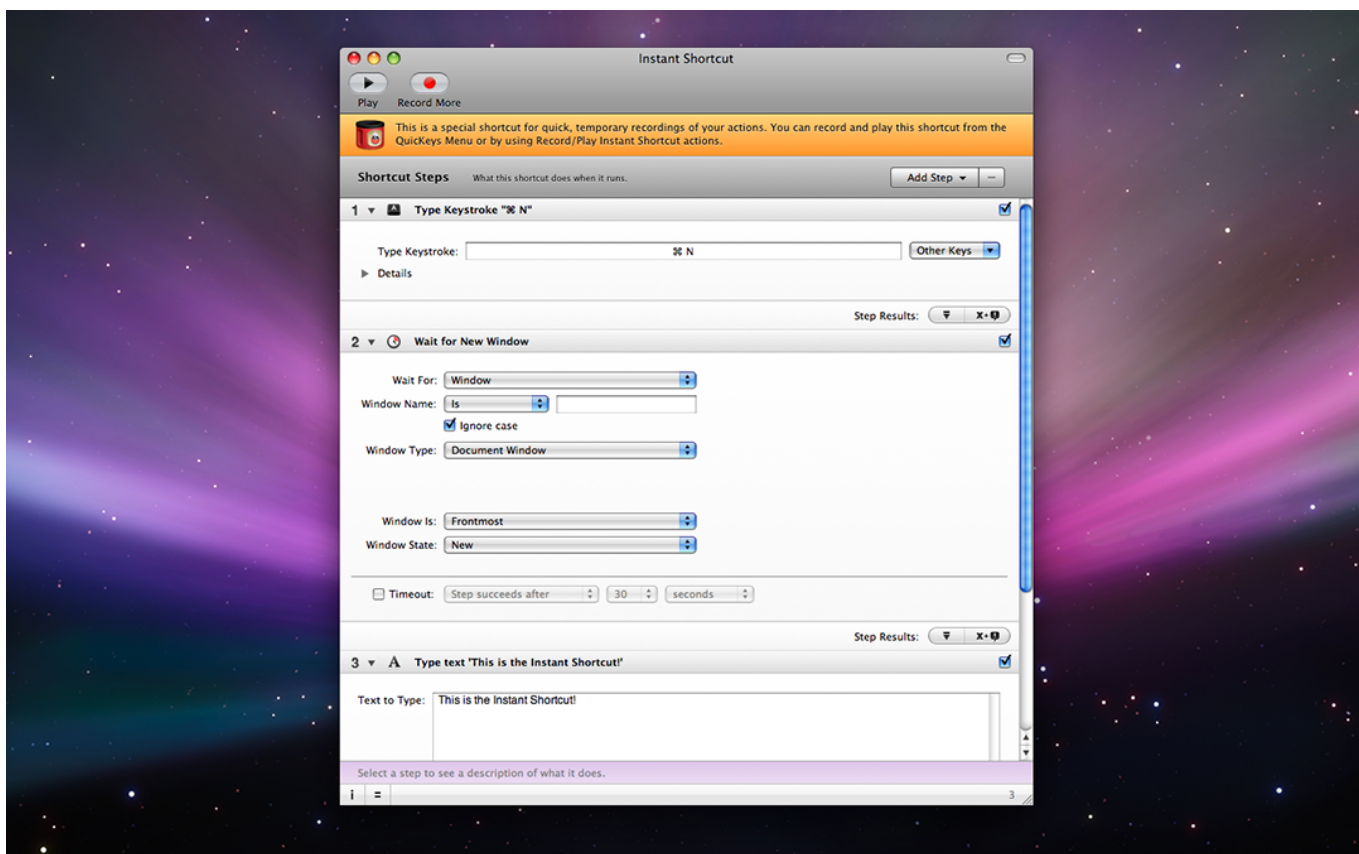 Instant Shortcut
Play Record More
This is a special shortcut for quick, temporary recordings of your actions. You can record and play this shortcut from the
QuicKeys Menu or by using Record/Play Instant Shortcut actions.
Shortcut Steps What this shortcut does when it runs. Add Step −
1 Type Keystroke "⌘ N"
Type Keystroke: ⌘ N Other Keys
Details
Step Results:
2 Wait for New Window
Wait For: Window
Window Name: Is
Ignore case
Window Type: Document Window
Window Is: Frontmost
Window State: New
Timeout: Step succeeds after 30 seconds
Step Results:
3 A Type text 'This is the Instant Shortcut!'
Text to Type: This is the Instant Shortcut!
Select a step to see a description of what it does.
i = 3